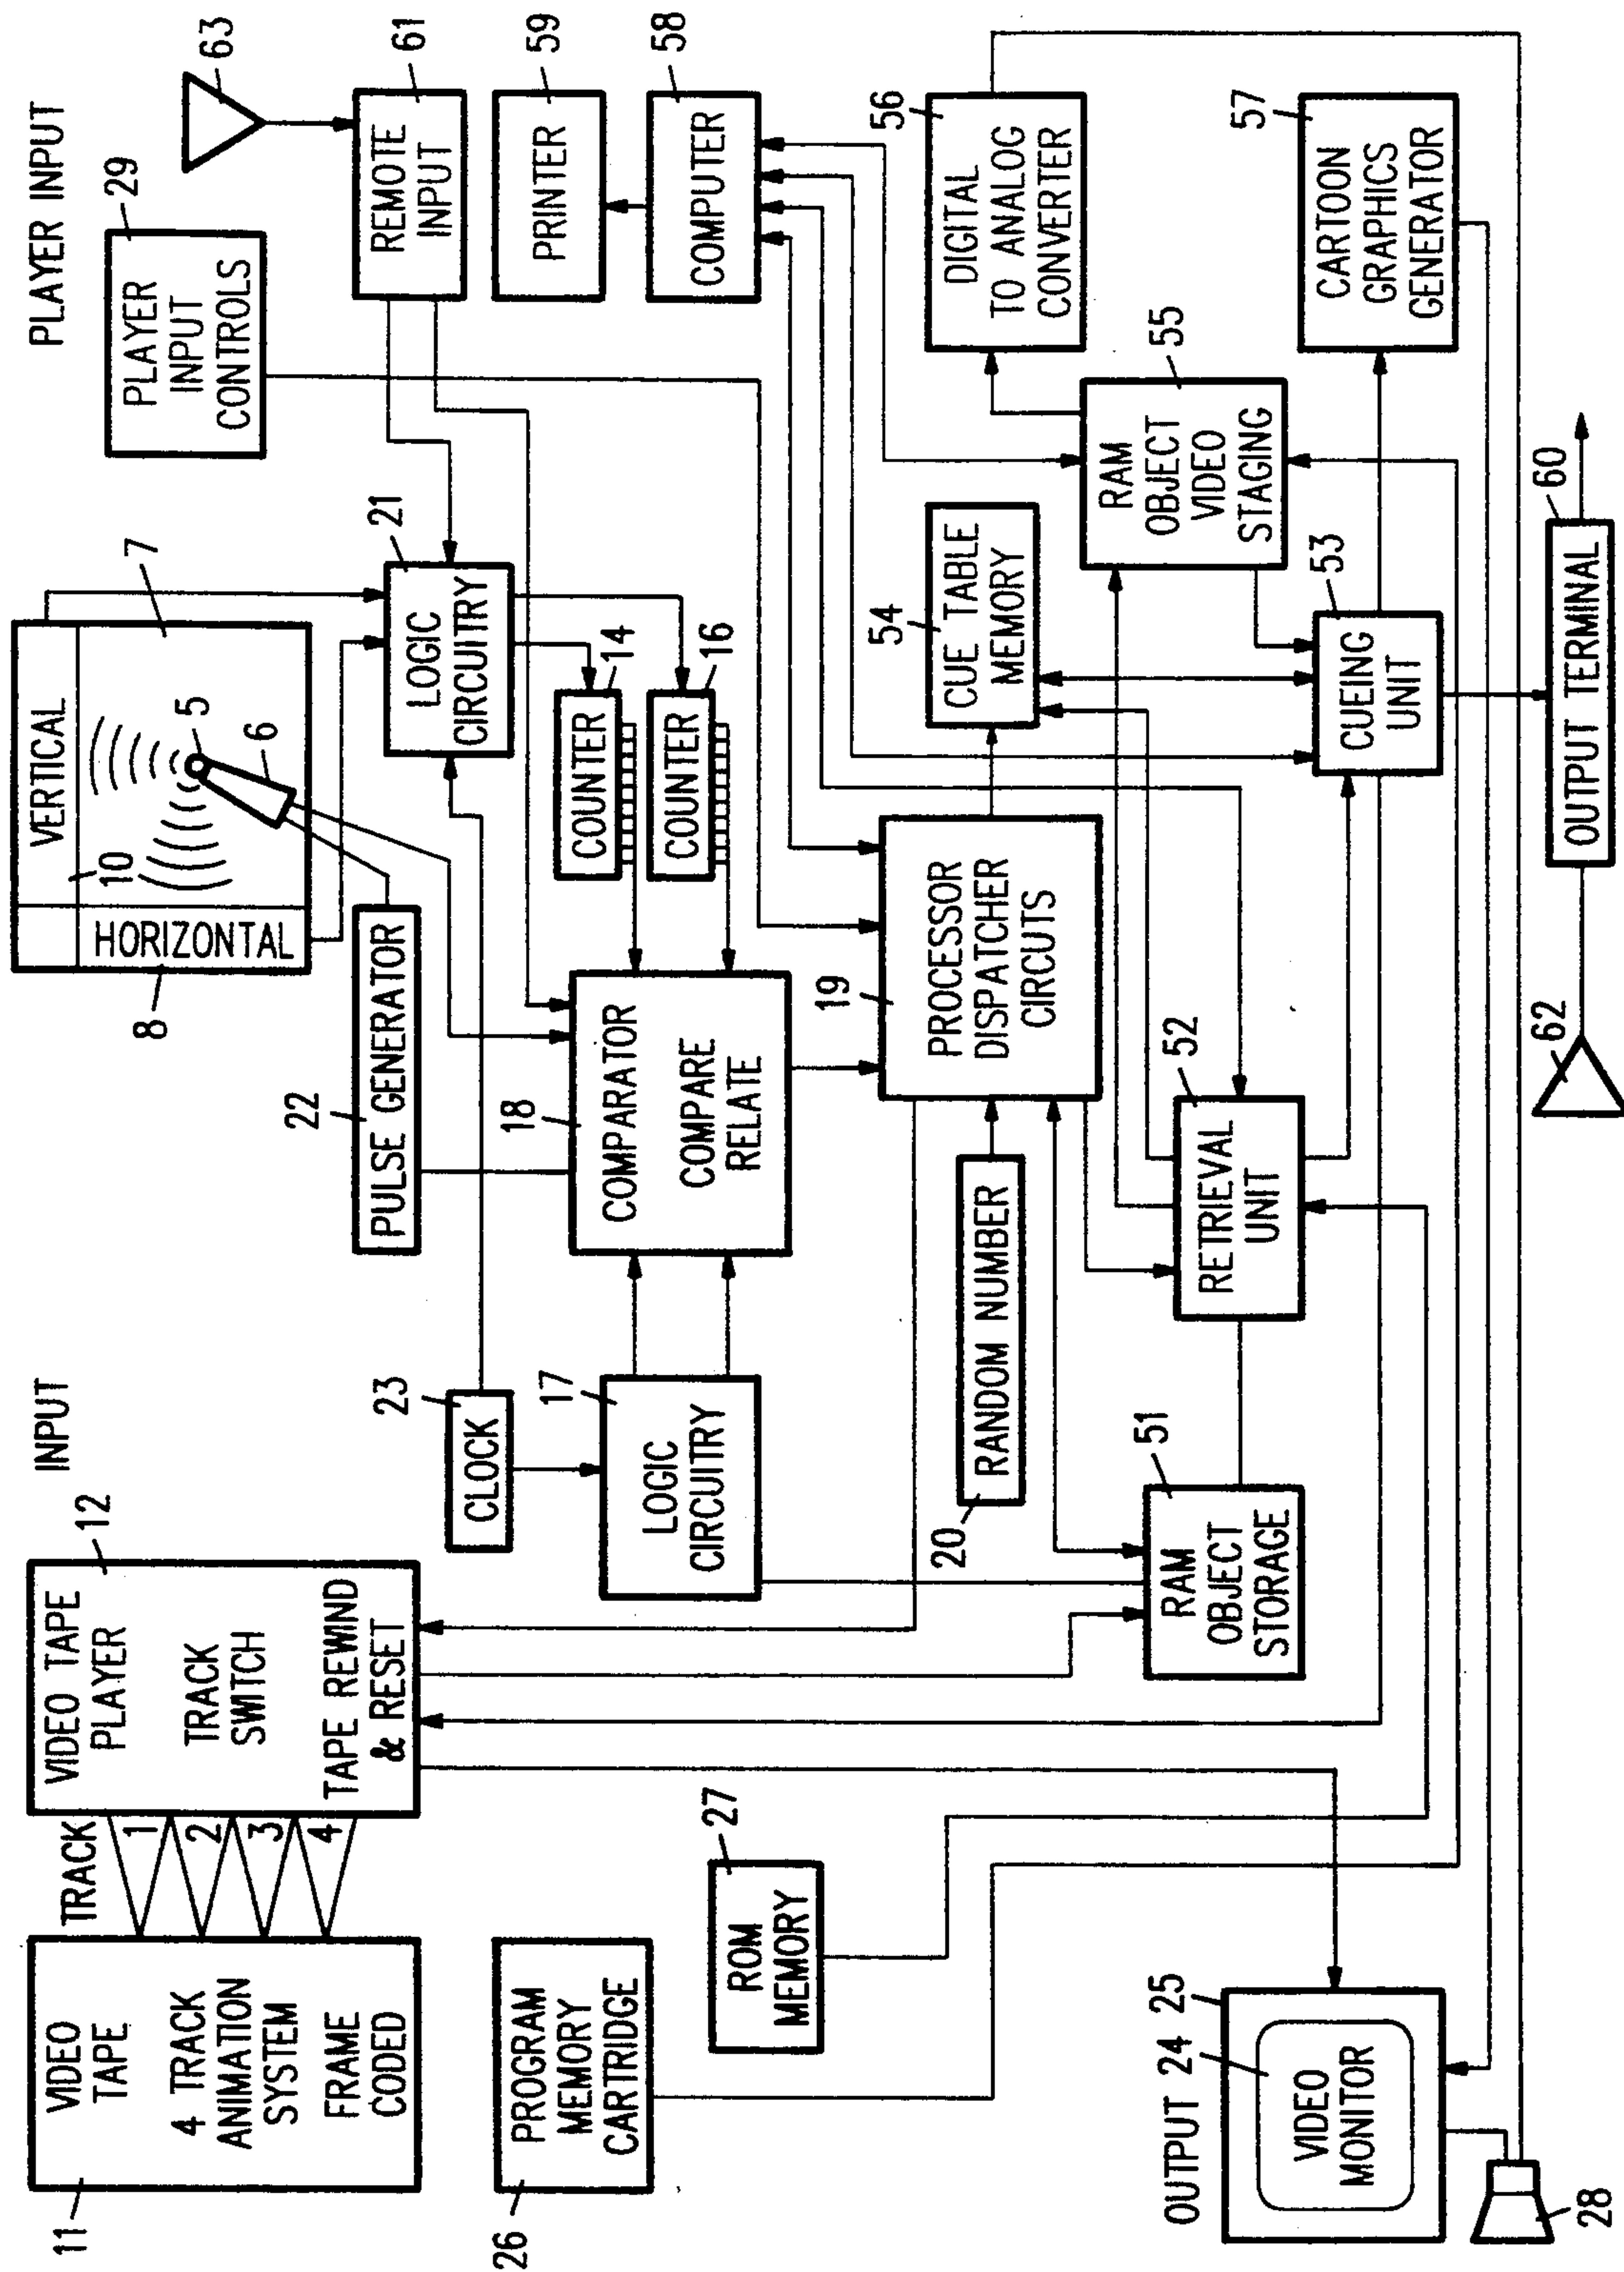 INPUT
PLAYER INPUT
11
VIDEO
TAPE
4 TRACK
ANIMATION
SYSTEM
FRAME
CODED
TRACK
1
2
3
4
12
VIDEO TAPE
PLAYER
TRACK
SWITCH
TAPE REWIND
& RESET
8
VERTICAL
10
HORIZONTAL
5
6
7
29
PLAYER
INPUT
CONTROLS
63
61
REMOTE
INPUT
22
PULSE GENERATOR
21
LOGIC
CIRCUITRY
23
CLOCK
59
PRINTER
26
PROGRAM
MEMORY
CARTRIDGE
17
LOGIC
CIRCUITRY
18
COMPARATOR
COMPARE
RELATE
COUNTER
14
COUNTER
16
58
COMPUTER
27
ROM
MEMORY
19
PROCESSOR
DISPATCHER
CIRCUTS
54
CUE TABLE
MEMORY
56
DIGITAL
TO ANALOG
CONVERTER
20
RANDOM NUMBER
51
RAM
OBJECT
STORAGE
52
RETRIEVAL
UNIT
55
RAM
OBJECT
VIDEO
STAGING
57
CARTOON
GRAPHICS
GENERATOR
53
CUEING
UNIT
OUTPUT
24
25
VIDEO
MONITOR
28
62
OUTPUT TERMINAL
60